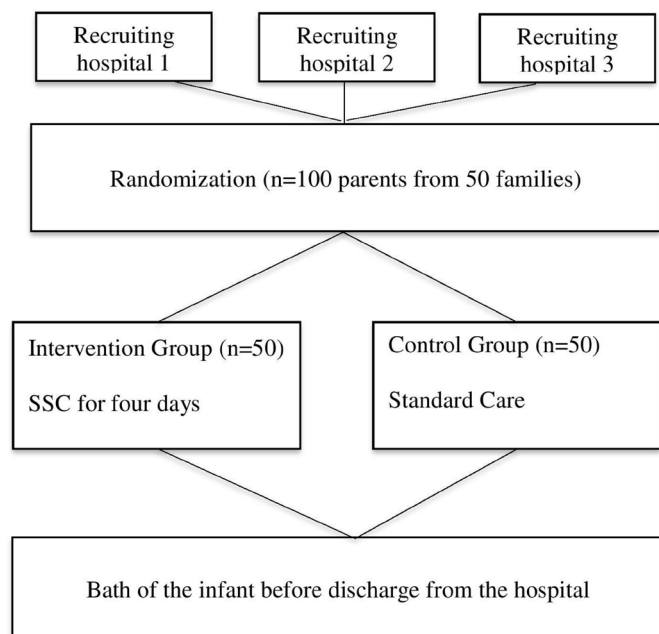 Recruiting
hospital 1
Recruiting
hospital 2
Recruiting
hospital 3
Randomization (n=100 parents from 50 families)
Intervention Group (n=50)
SSC for four days
Control Group (n=50)
Standard Care
Bath of the infant before discharge from the hospital